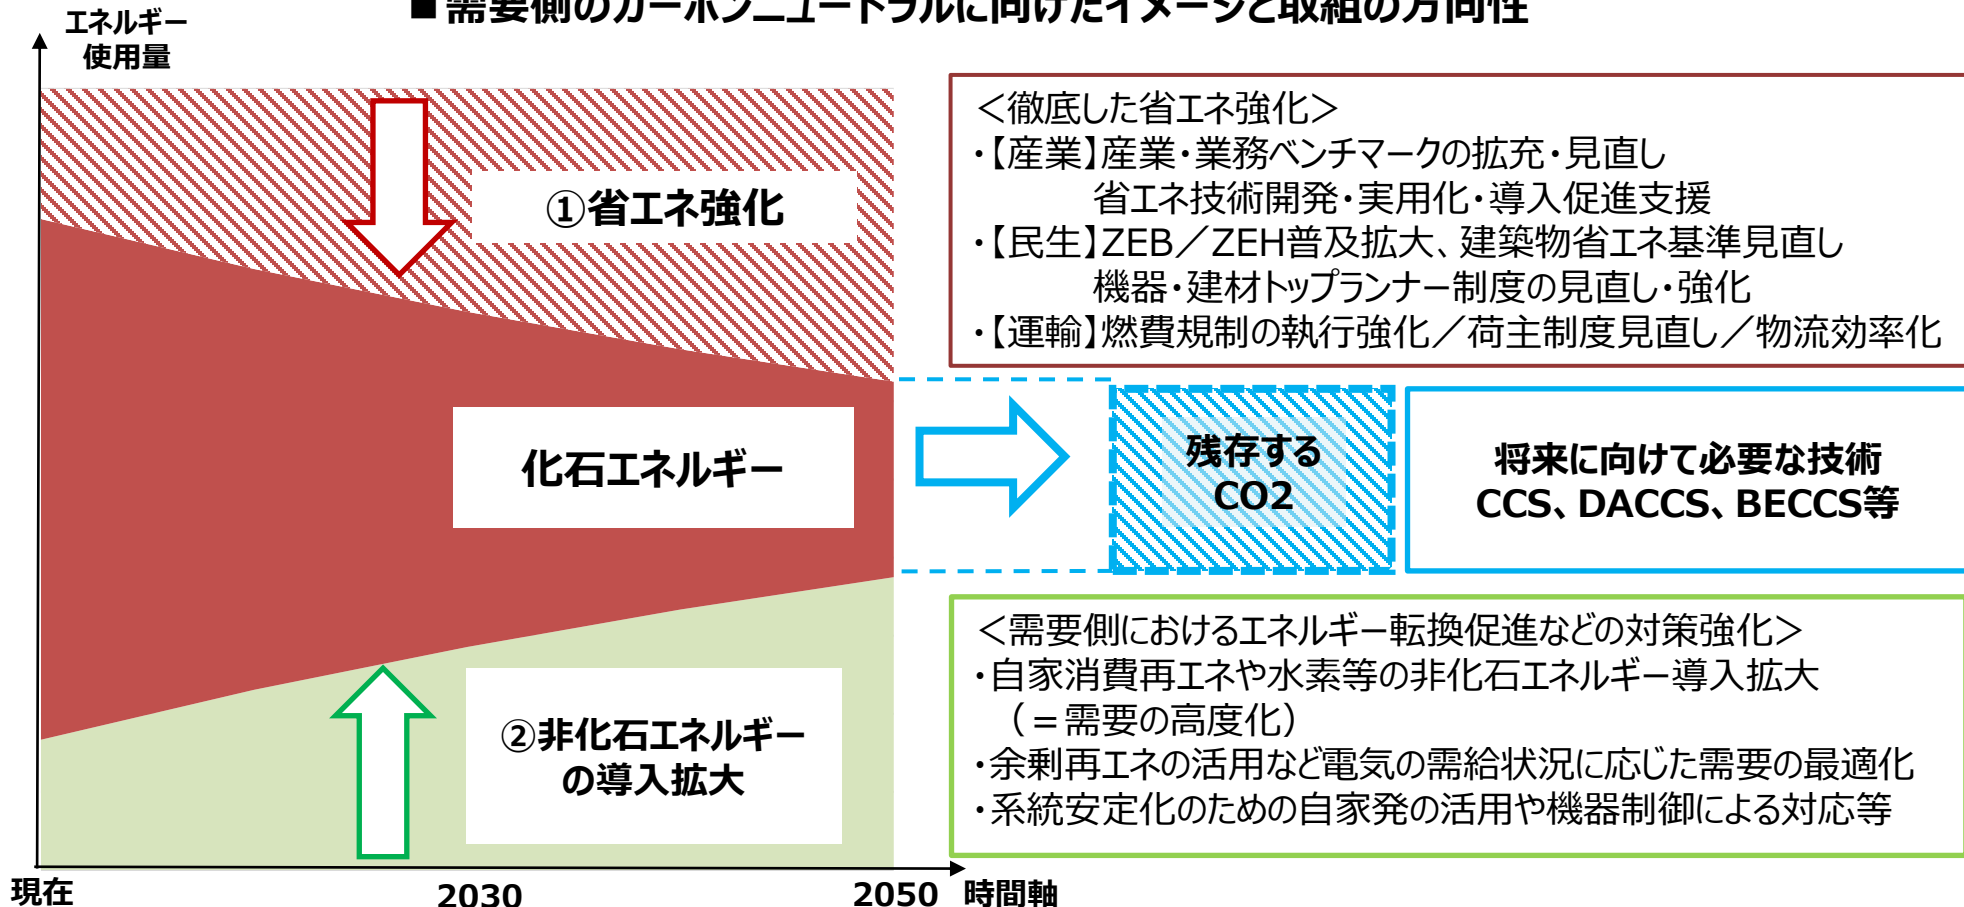 ■需要側のカーボンニュートラルに向けたイメージと取組の方向性
エネルギー
使用量
①省エネ強化
化石エネルギー
②非化石エネルギー
の導入拡大
現在
2030
2050
時間軸
＜徹底した省エネ強化＞
・【産業】産業・業務ベンチマークの拡充・見直し
省エネ技術開発・実用化・導入促進支援
・【民生】ZEB／ZEH普及拡大、建築物省エネ基準見直し
機器・建材トップランナー制度の見直し・強化
・【運輸】燃費規制の執行強化／荷主制度見直し／物流効率化
残存する
CO2
将来に向けて必要な技術
CCS、DACCS、BECCS等
＜需要側におけるエネルギー転換促進などの対策強化＞
・自家消費再エネや水素等の非化石エネルギー導入拡大
（＝需要の高度化）
・余剰再エネの活用など電気の需給状況に応じた需要の最適化
・系統安定化のための自家発の活用や機器制御による対応等